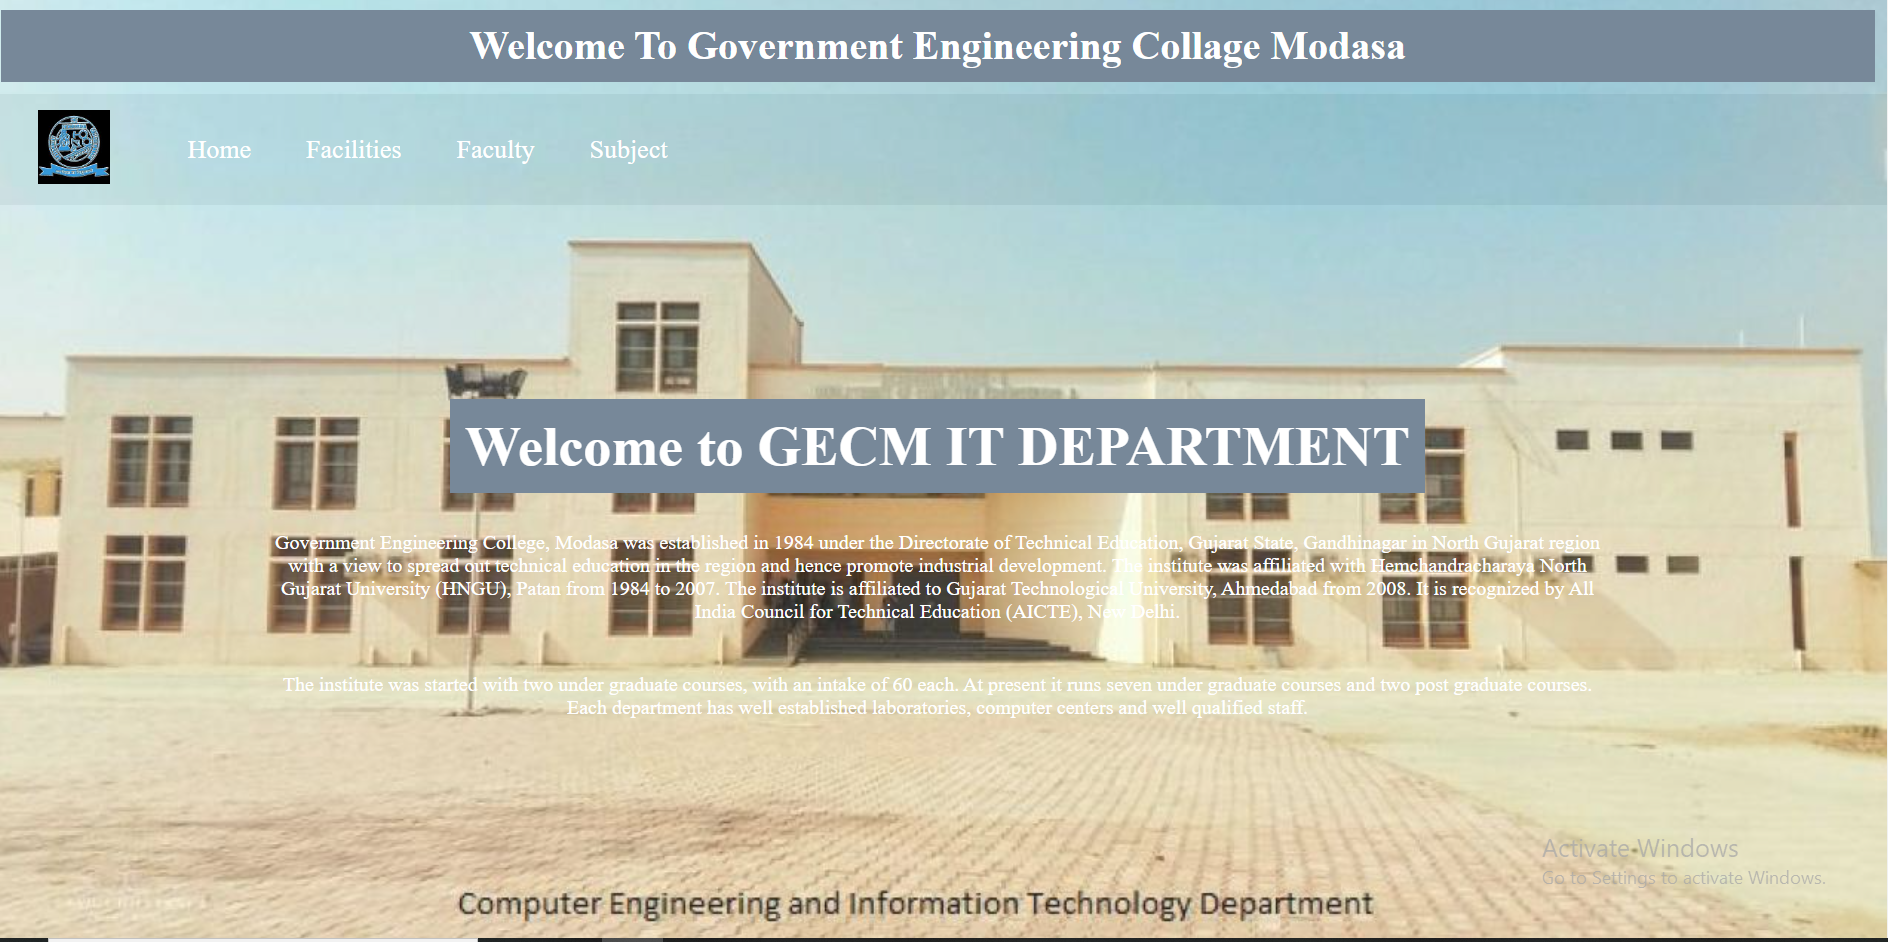 Welcome To Government Engineering Collage Modasa
Home Facilities Faculty Subject
Welcome to GECM IT DEPARTMENT
Government Engineering College, Modasa was established in 1984 under the Directorate of Technical Education, Gujarat State, Gandhinagar in North Gujarat region
with a view to spread out technical education in the region and hence promote industrial development. The institute was affiliated with Hemchandracharaya North
Gujarat University (HNGU), Patan from 1984 to 2007. The institute is affiliated to Gujarat Technological University, Ahmedabad from 2008. It is recognized by All
India Council for Technical Education (AICTE), New Delhi.
The institute was started with two under graduate courses, with an intake of 60 each. At present it runs seven under graduate courses and two post graduate courses.
Each department has well established laboratories, computer centers and well qualified staff.
Activate Windows
Go to Settings to activate Windows.
Computer Engineering and Information Technology Department